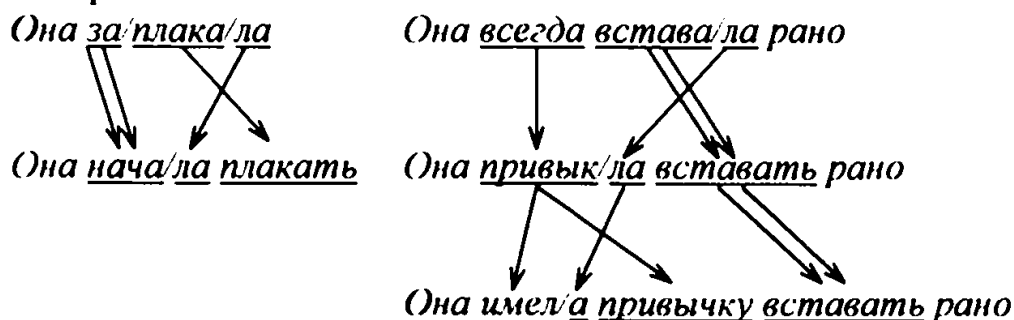 Она за/плака/ла
Она всегда встава/ла рано
Она нача/ла плакать
Она привык/ла вставать рано
Она имел/а привычку вставать рано